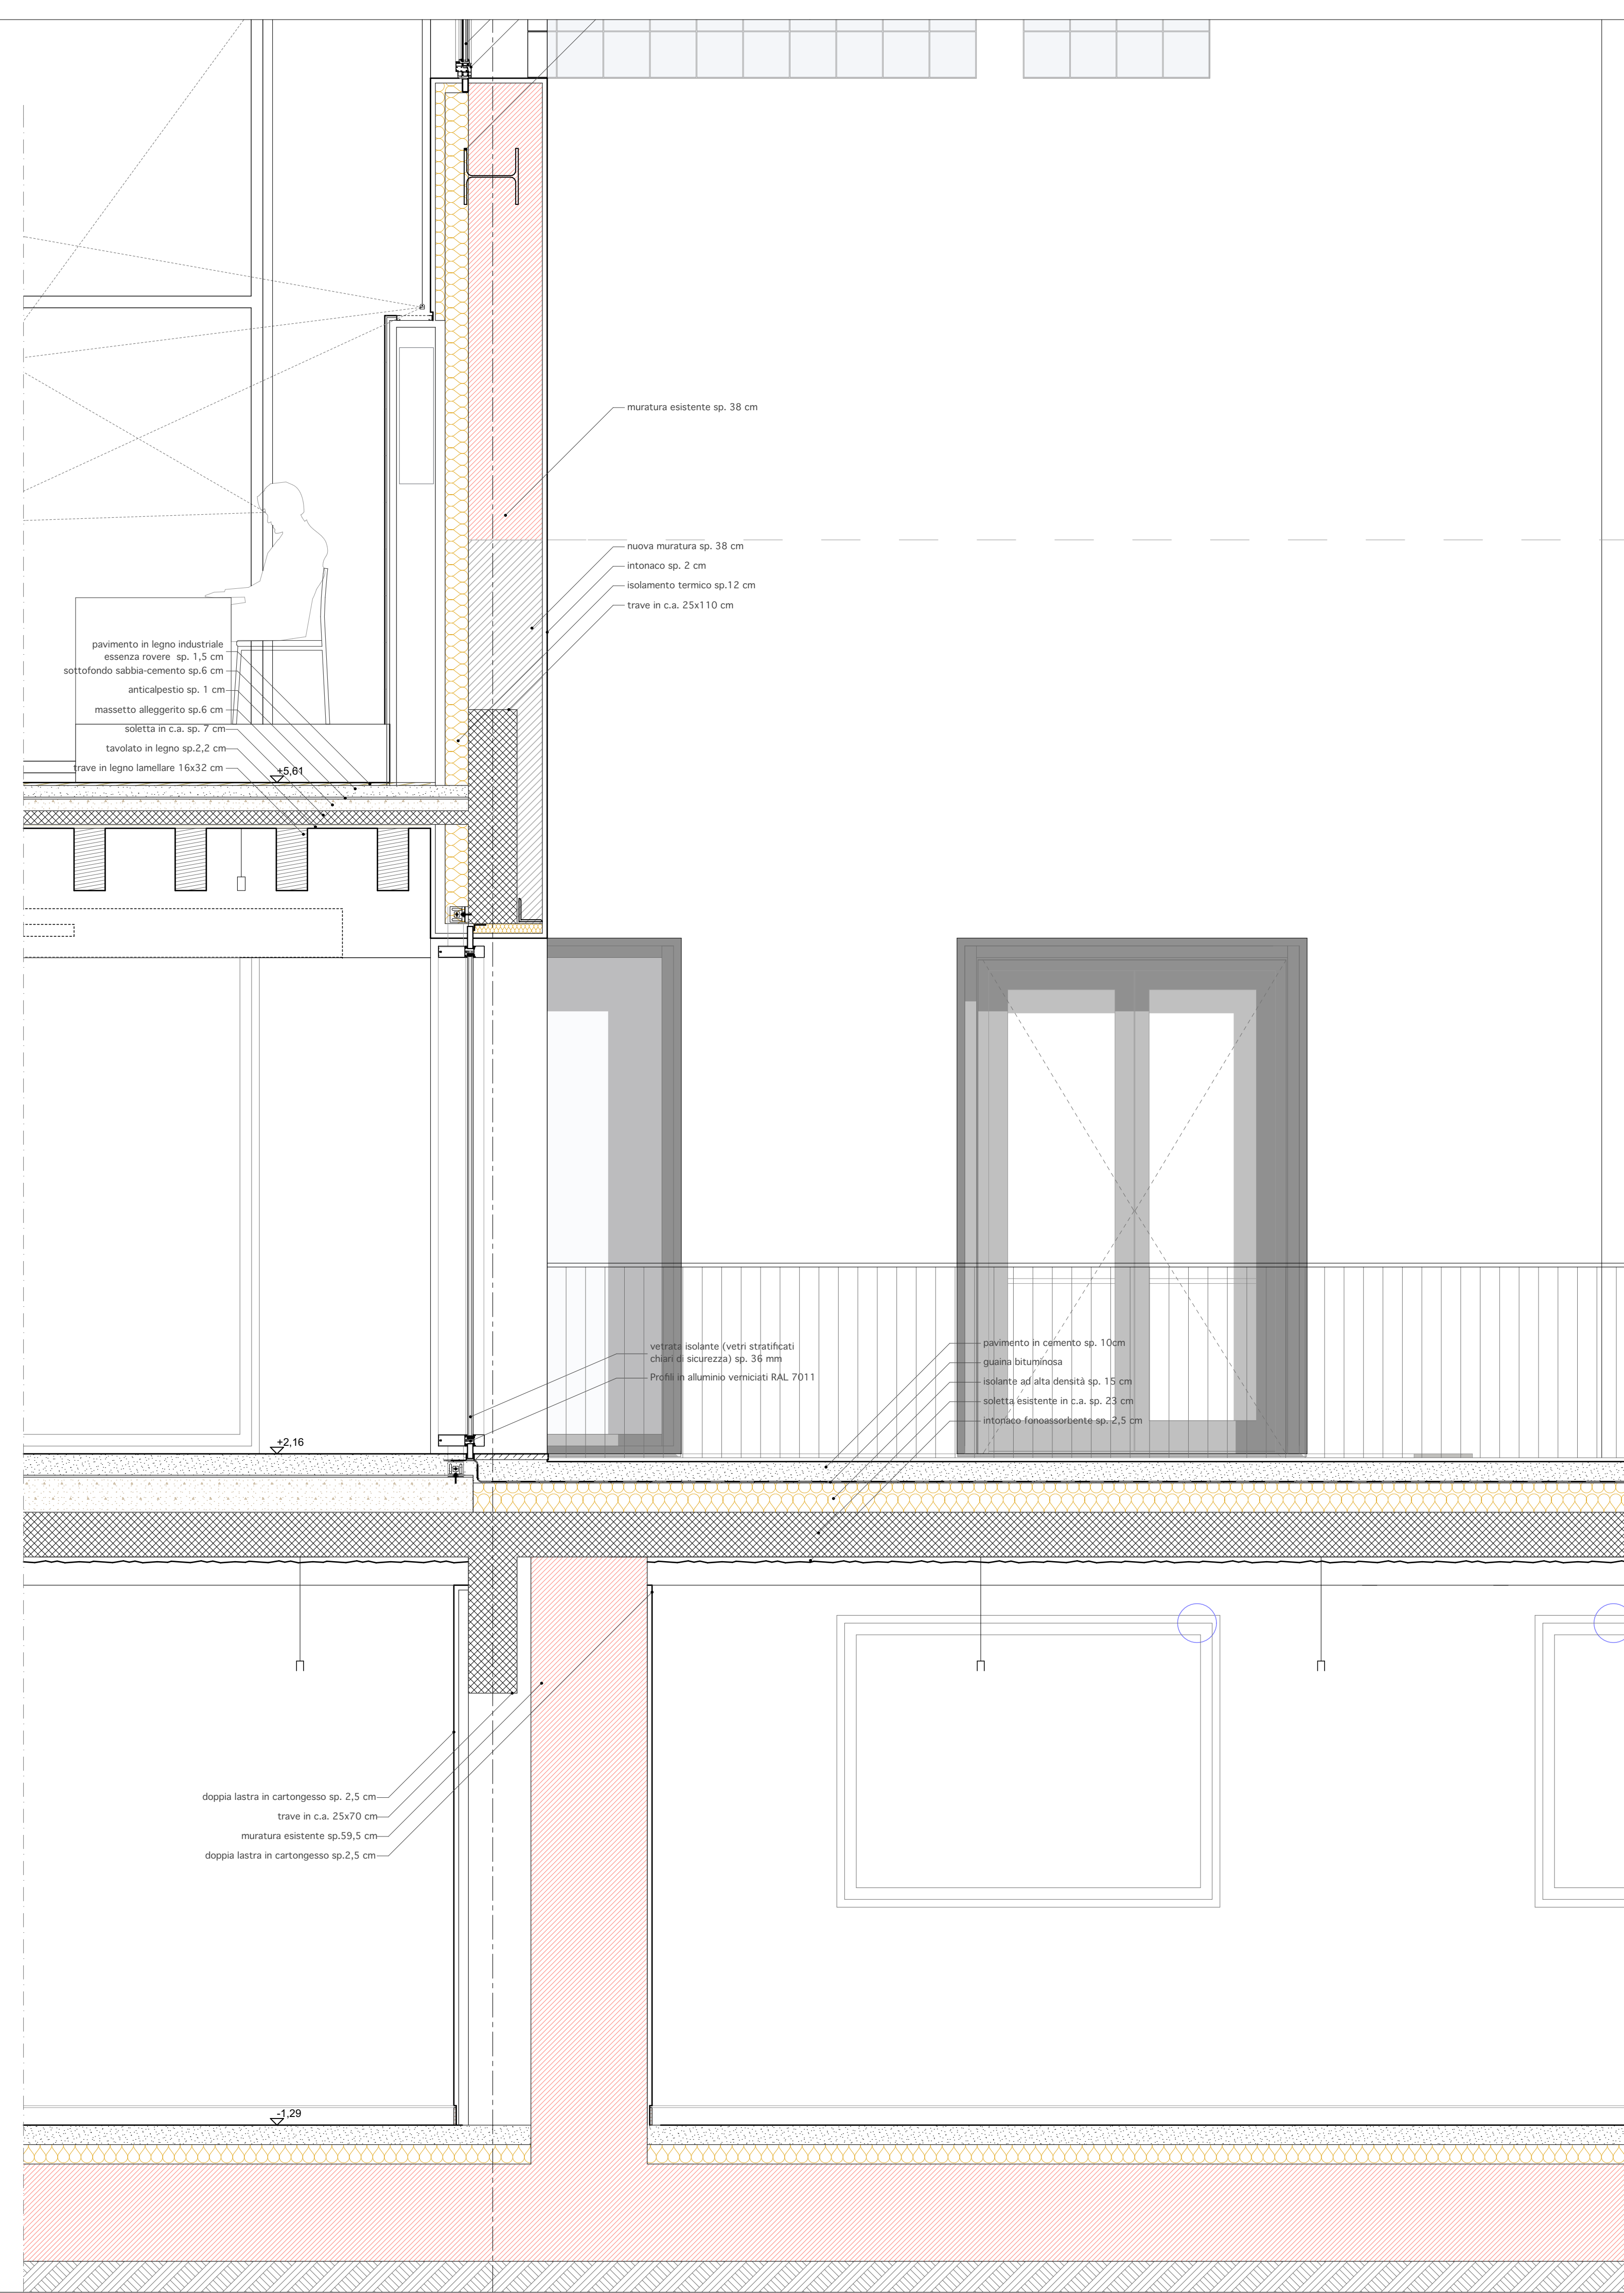 muratura esistente sp. 38 cm
nuova muratura sp. 38 cm
intonaco sp. 2 cm
isolamento termico sp.12 cm
trave in c.a. 25x110 cm
pavimento in legno industriale
essenza rovere sp. 1,5 cm
sottofondo sabbia-cemento sp.6 cm
anticalpestio sp. 1 cm
massetto alleggerito sp.6 cm
soletta in c.a. sp. 7 cm
tavolato in legno sp.2,2 cm
trave in legno lamellare 16x32 cm
+5,61
vetrata isolante (vetri stratificati
chiari di sicurezza) sp. 36 mm
Profili in alluminio verniciati RAL 7011
pavimento in cemento sp. 10cm
guaina bituminosa
isolante ad alta densità sp. 15 cm
soletta esistente in c.a. sp. 23 cm
intonaco fonoassorbente sp. 2,5 cm
+2,16
doppia lastra in cartongesso sp. 2,5 cm
trave in c.a. 25x70 cm
muratura esistente sp.59,5 cm
doppia lastra in cartongesso sp.2,5 cm
-1,29